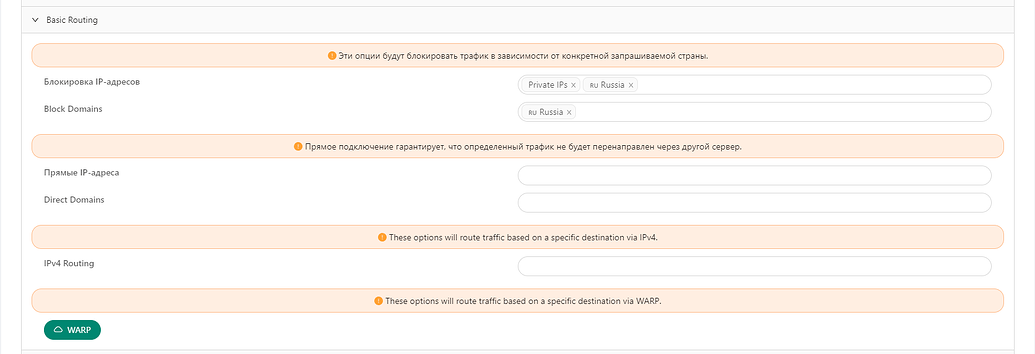 Basic Routing
Эти опции будут блокировать трафик в зависимости от конкретной запрашиваемой страны.
Блокировка IP-адресов
Private IPs × RU Russia ×
Block Domains
RU Russia ×
Прямое подключение гарантирует, что определенный трафик не будет перенаправлен через другой сервер.
Прямые IP-адреса
Direct Domains
These options will route traffic based on a specific destination via IPv4.
IPv4 Routing
These options will route traffic based on a specific destination via WARP.
WARP